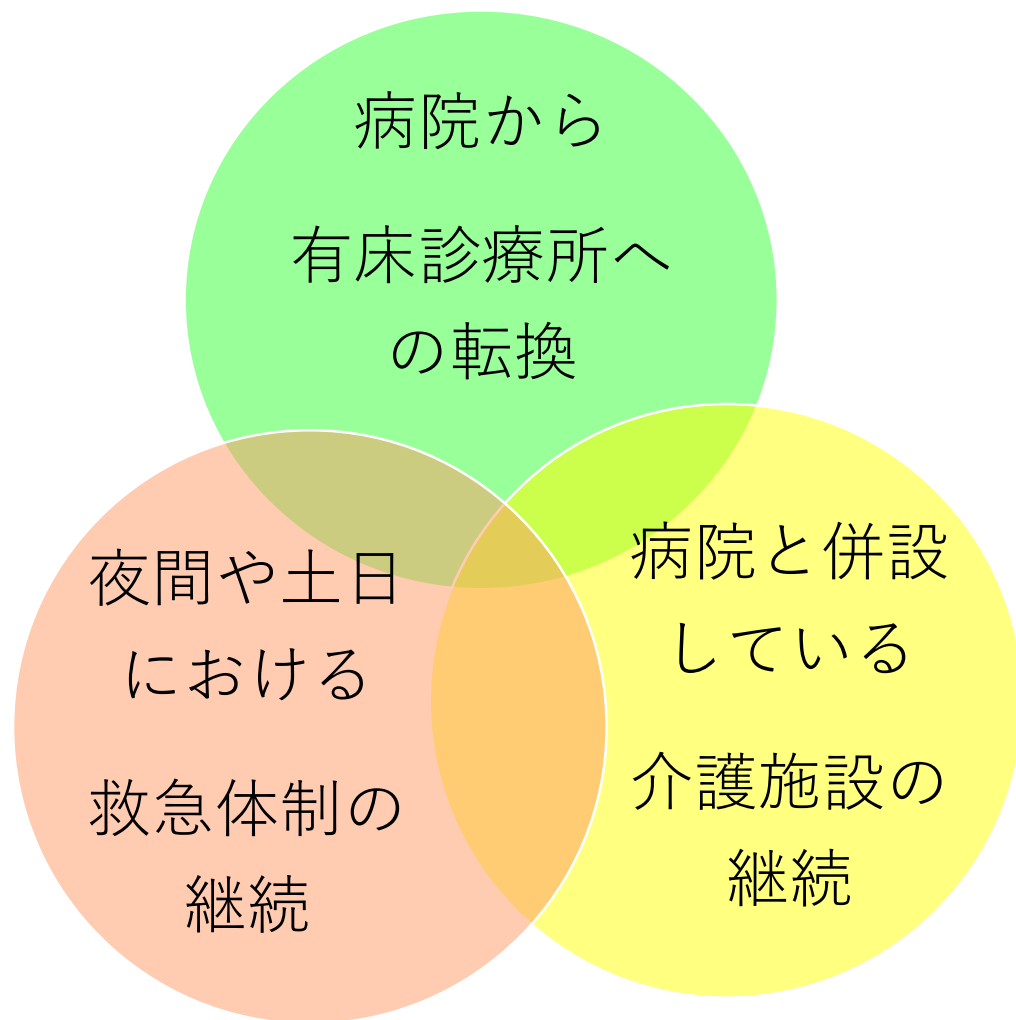 病院から
有床診療所へ
の転換
夜間や土日
における
救急体制の
継続
病院と併設
している
介護施設の
継続